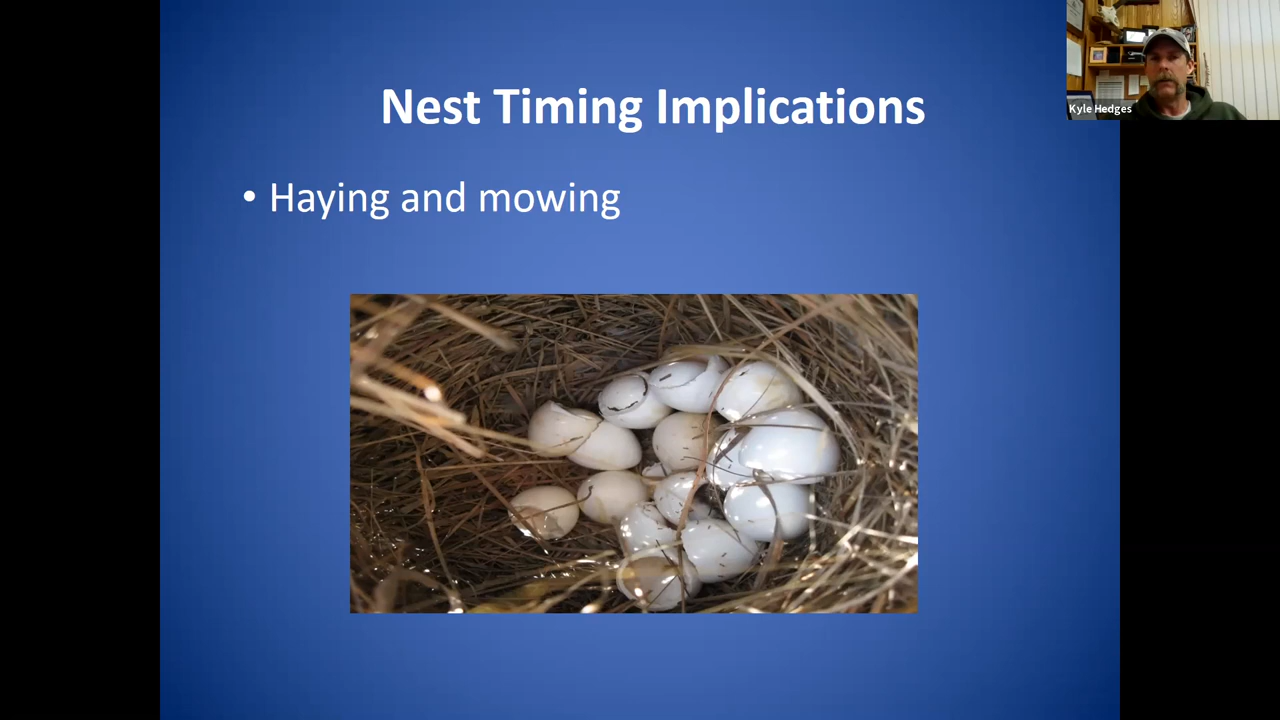 Nest Timing Implications
• Haying and mowing
Kyle Hedges